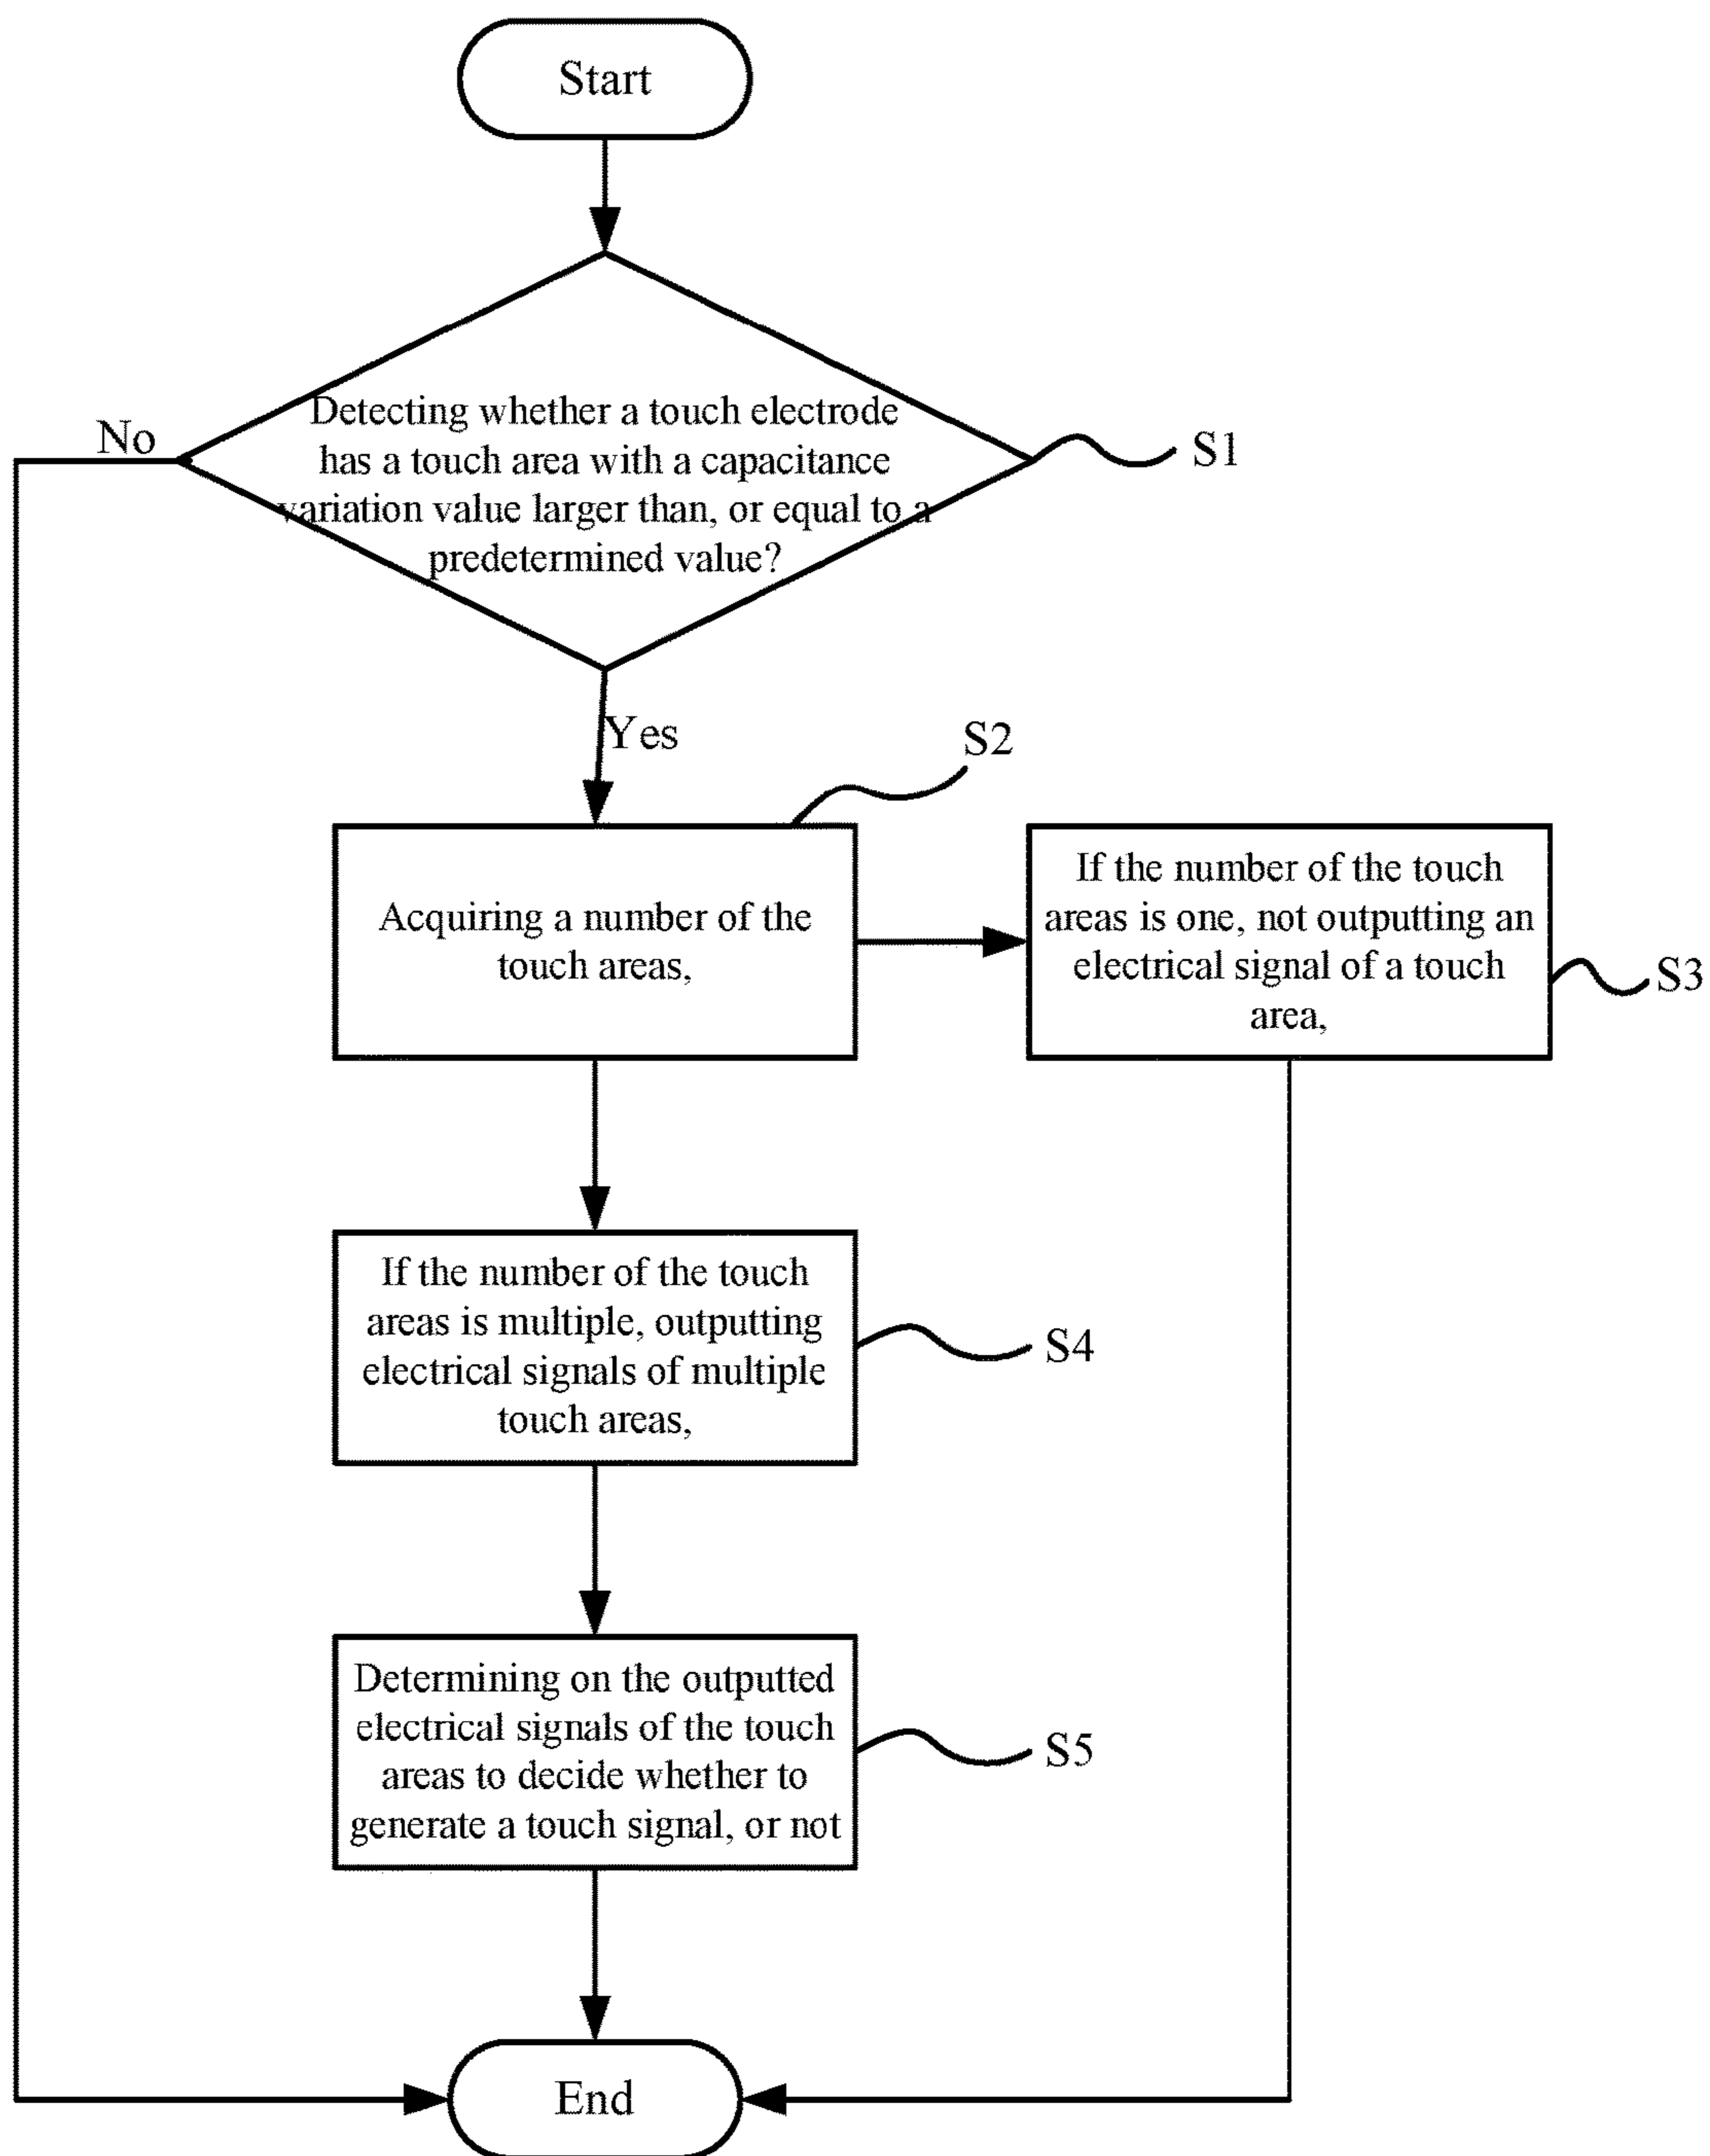 Start
Detecting whether a touch electrode
has a touch area with a capacitance
variation value larger than, or equal to a
predetermined value?
No
S1
Yes
S2
Acquiring a number of the
touch areas,
If the number of the touch
areas is one, not outputting an
electrical signal of a touch
area,
S3
If the number of the touch
areas is multiple, outputting
electrical signals of multiple
touch areas,
S4
Determining on the outputted
electrical signals of the touch
areas to decide whether to
generate a touch signal, or not
S5
End